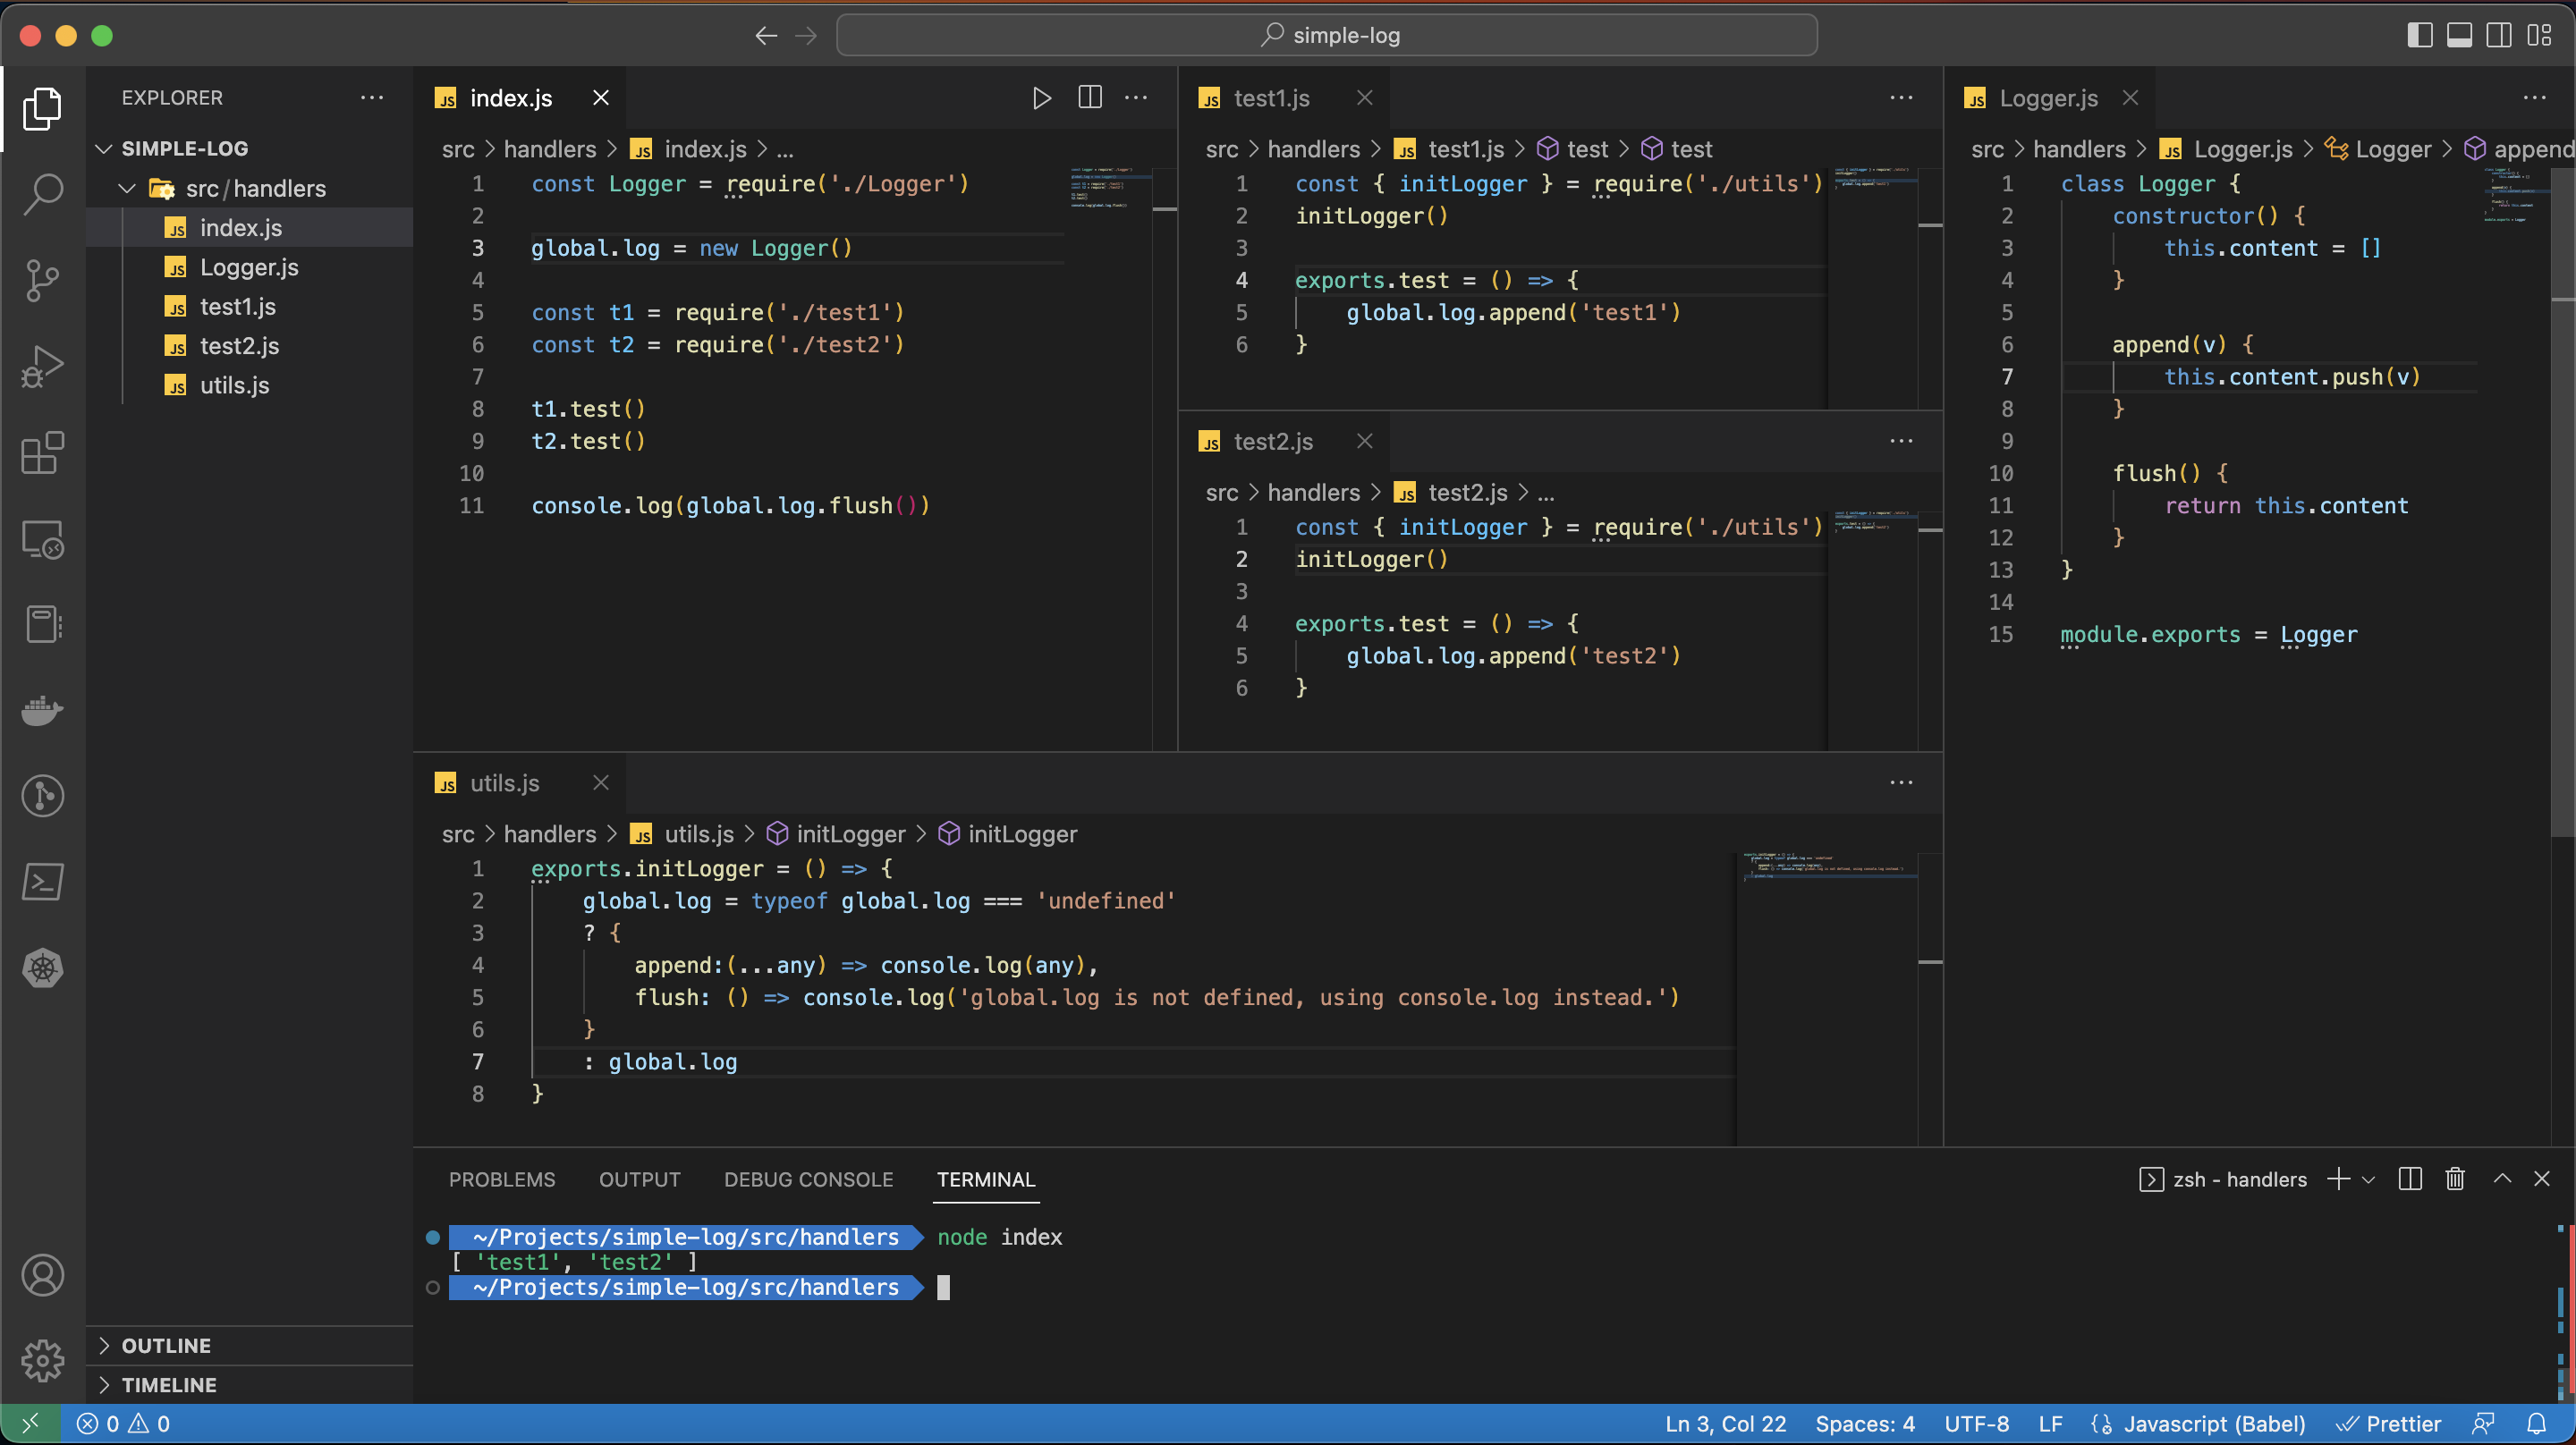 simple-log
EXPLORER
SIMPLE-LOG
src/handlers
index.js
Logger.js
test1.js
test2.js
utils.js
OUTLINE
TIMELINE
index.js
src > handlers > index.js > ...
1 const Logger = require('./Logger')
2
3 global.log = new Logger()
4
5 const t1 = require('./test1')
6 const t2 = require('./test2')
7
8 t1.test()
9 t2.test()
10
11 console.log(global.log.flush())
test1.js
src > handlers > test1.js > test > test
1 const { initLogger } = require('./utils')
2 initLogger()
3
4 exports.test = () => {
5 global.log.append('test1')
6 }
test2.js
src > handlers > test2.js > ...
1 const { initLogger } = require('./utils')
2 initLogger()
3
4 exports.test = () => {
5 global.log.append('test2')
6 }
Logger.js
src > handlers > Logger.js > Logger > append
1 class Logger {
2 constructor() {
3 this.content = []
4 }
5
6 append(v) {
7 this.content.push(v)
8 }
9
10 flush() {
11 return this.content
12 }
13 }
14
15 module.exports = Logger
utils.js
src > handlers > utils.js > initLogger > initLogger
1 exports.initLogger = () => {
2 global.log = typeof global.log === 'undefined'
3 ? {
4 append:(...any) => console.log(any),
5 flush: () => console.log('global.log is not defined, using console.log instead.')
6 }
7 : global.log
8 }
PROBLEMS OUTPUT DEBUG CONSOLE TERMINAL
zsh - handlers
~/Projects/simple-log/src/handlers node index
[ 'test1', 'test2' ]
~/Projects/simple-log/src/handlers
0 0
Ln 3, Col 22 Spaces: 4 UTF-8 LF Javascript (Babel) Prettier